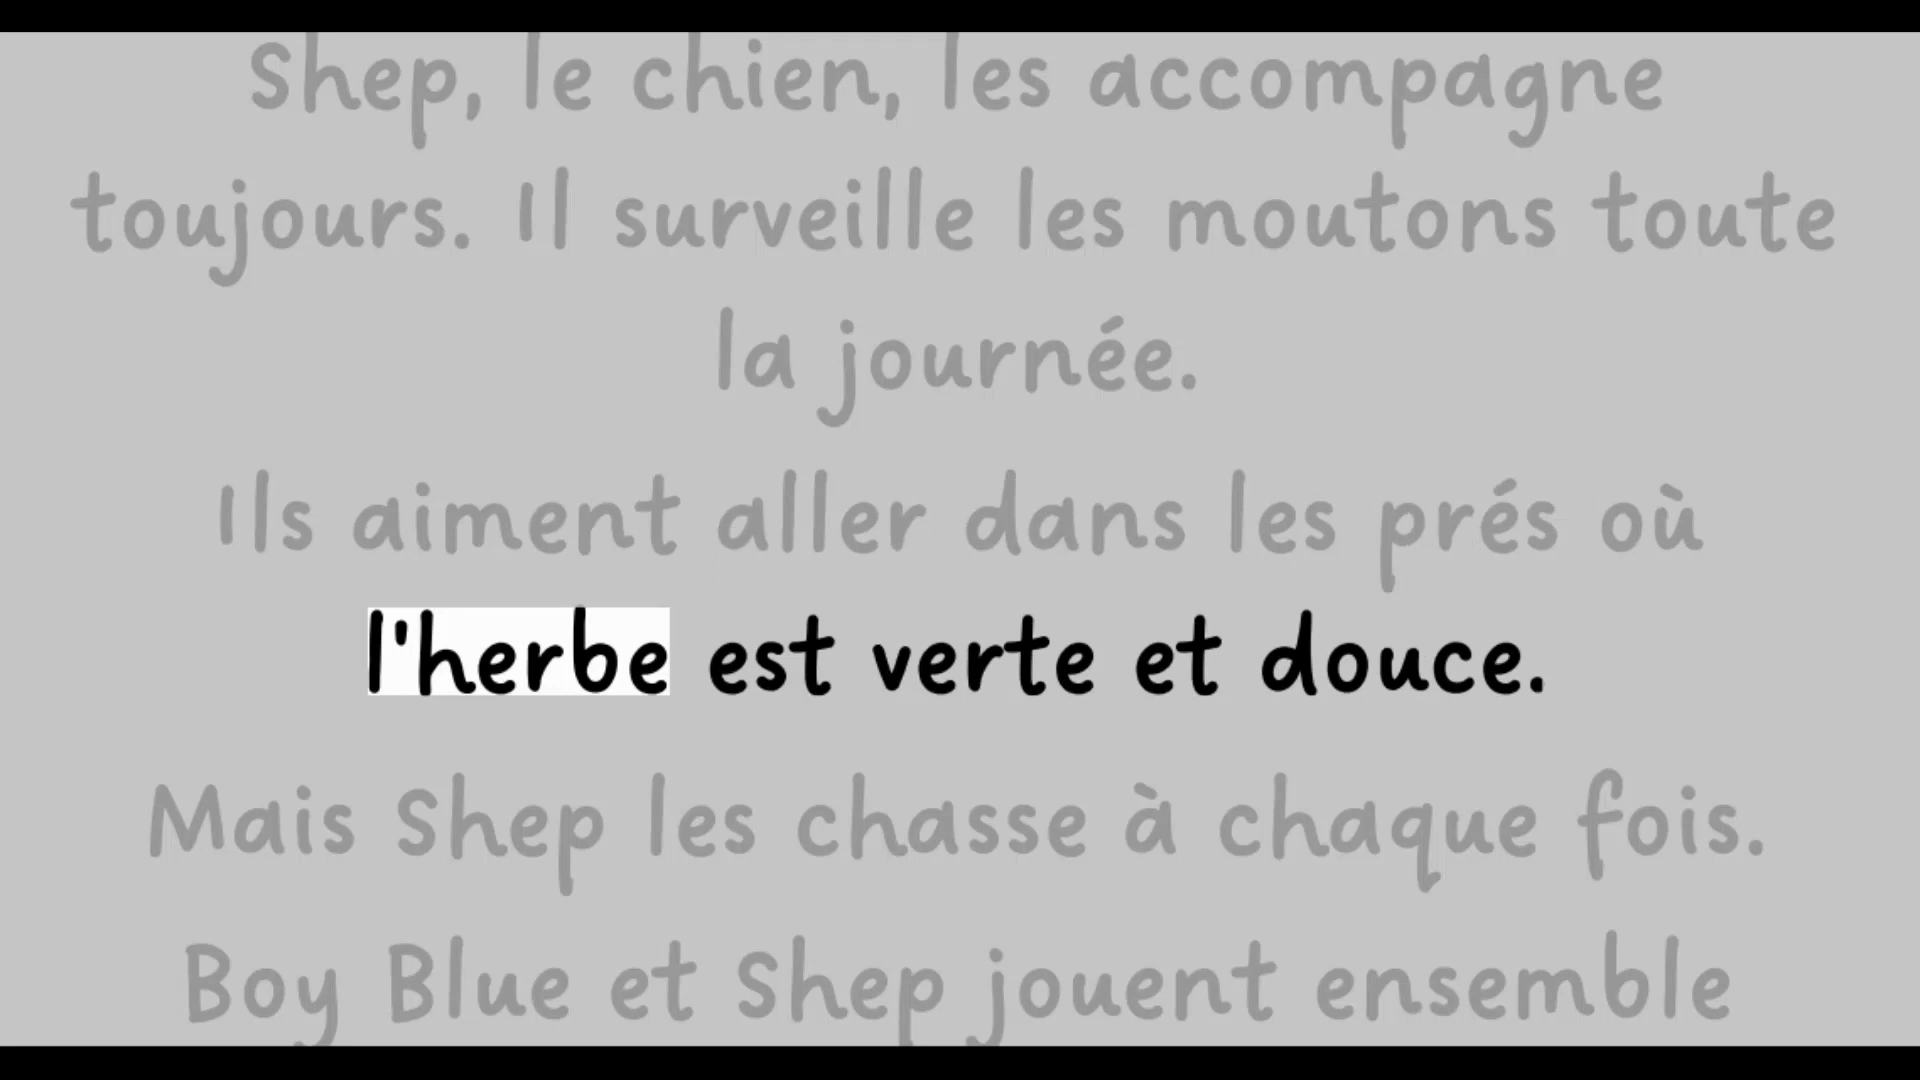 Shep, le chien, les accompagne
toujours. Il surveille les moutons toute
la journée.
Ils aiment aller dans les prés où
l'herbe est verte et douce.
Mais Shep les chasse à chaque fois.
Boy Blue et Shep jouent ensemble